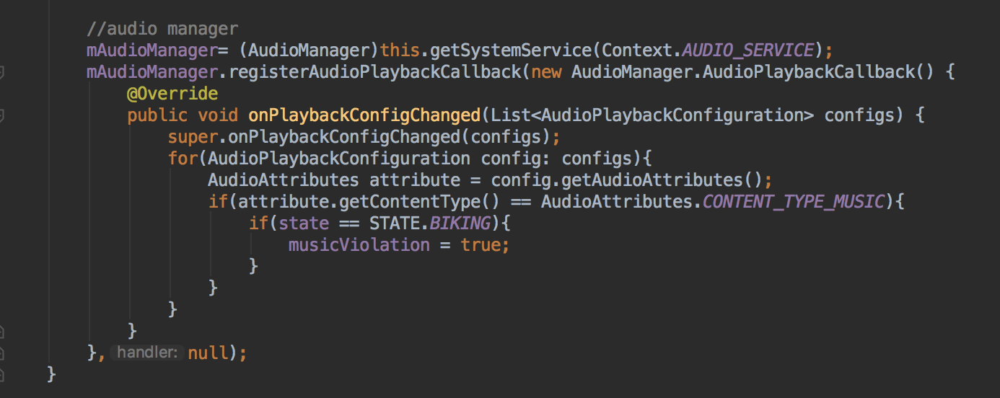 //audio manager
mAudioManager= (AudioManager)this.getSystemService(Context.AUDIO_SERVICE);
mAudioManager.registerAudioPlaybackCallback(new AudioManager.AudioPlaybackCallback() {
@Override
public void onPlaybackConfigChanged(List<AudioPlaybackConfiguration> configs) {
super.onPlaybackConfigChanged(configs);
for(AudioPlaybackConfiguration config: configs){
AudioAttributes attribute = config.getAudioAttributes();
if(attribute.getContentType() == AudioAttributes.CONTENT_TYPE_MUSIC){
if(state == STATE.BIKING){
musicViolation = true;
}
}
}
}
}, handler: null);
}